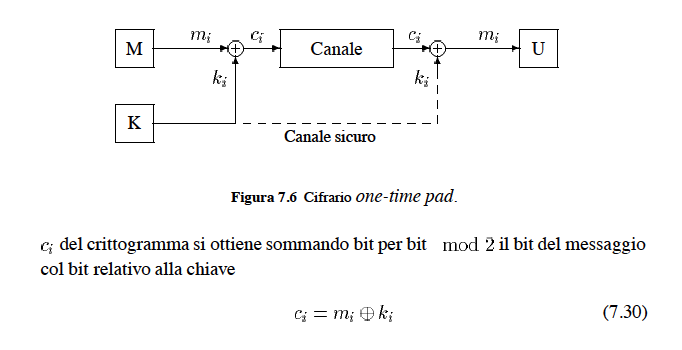 m_i c_i c_i m_i
M ⊕ Canale ⊕ U
k_i k_i
K
Canale sicuro
Figura 7.6 Cifrario one-time pad.
c_i del crittogramma si ottiene sommando bit per bit mod 2 il bit del messaggio
col bit relativo alla chiave
c_i = m_i ⊕ k_i (7.30)